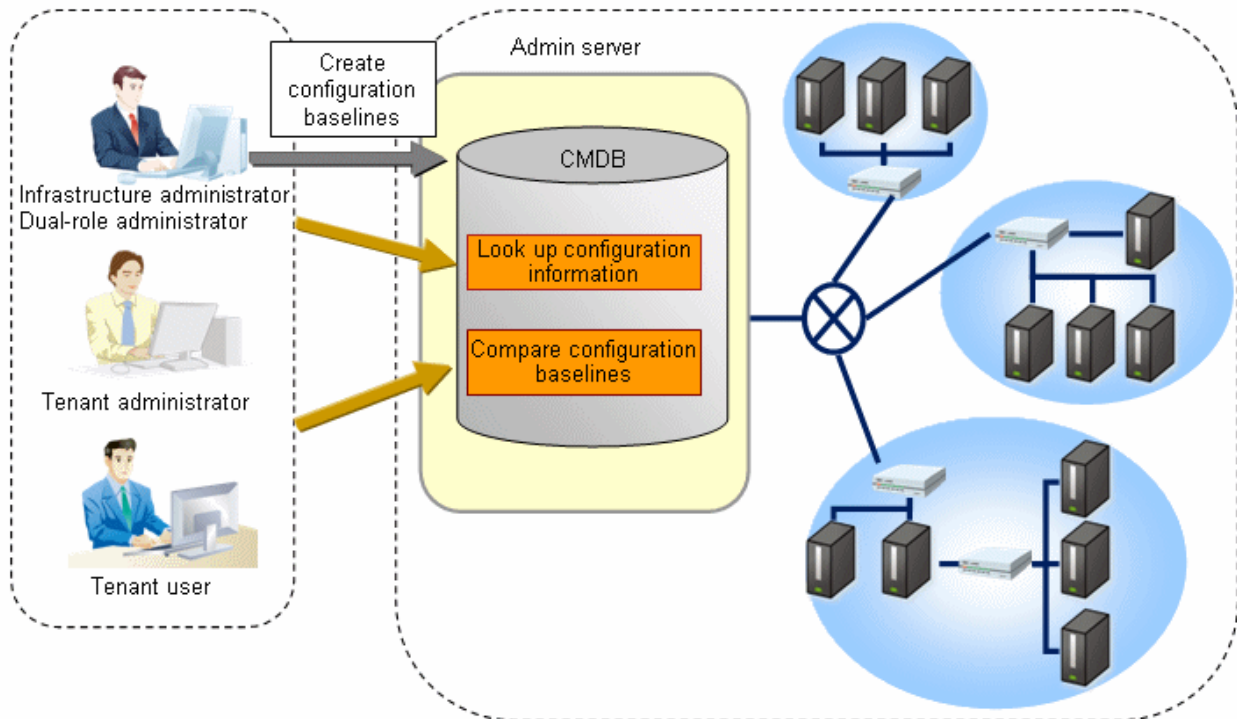 Create
configuration
baselines
Admin server
CMDB
Infrastructure administrator
Dual-role administrator
Look up configuration
information
Compare configuration
baselines
Tenant administrator
Tenant user